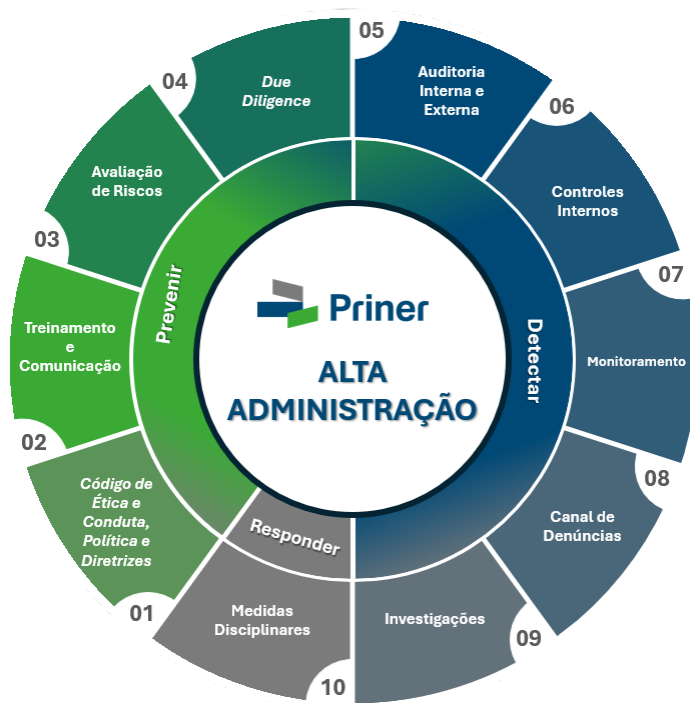 05
04
Due
Diligence
Auditoria
Interna e
Externa
06
Avaliação
de Riscos
Controles
Internos
03
07
Prevenir
Detectar
Priner
ALTA
ADMINISTRAÇÃO
Treinamento
e
Comunicação
Monitoramento
02
08
Código de
Ética e
Conduta,
Política e
Diretrizes
Canal de
Denúncias
Responder
01
Medidas
Disciplinares
Investigações
09
10